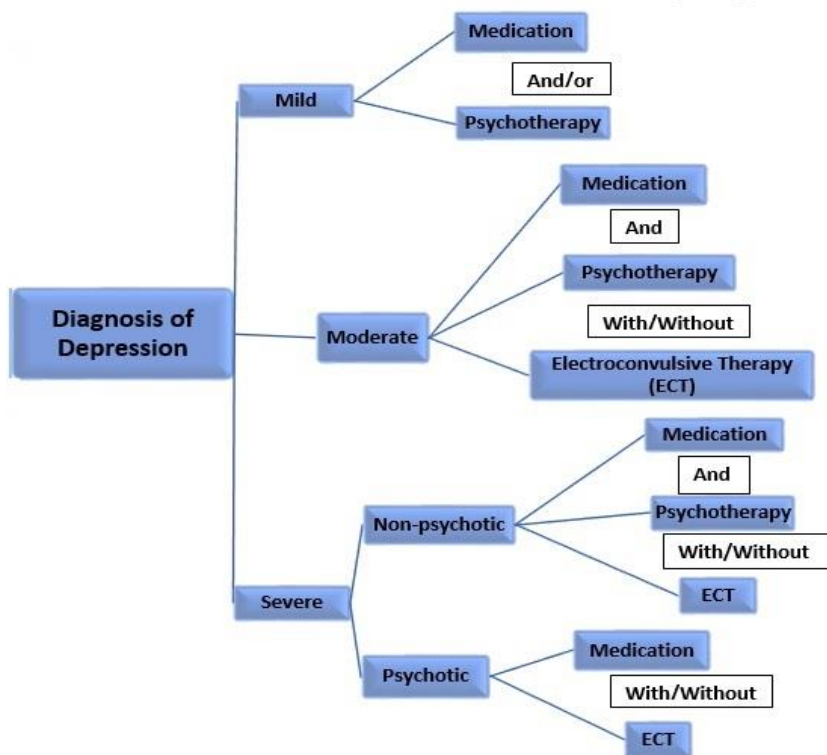 Medication
And/or
Mild
Psychotherapy
Medication
And
Psychotherapy
Diagnosis of
Depression
With/Without
Moderate
Electroconvulsive Therapy
(ECT)
Medication
And
Non-psychotic
Psychotherapy
With/Without
Severe
ECT
Medication
Psychotic
With/Without
ECT